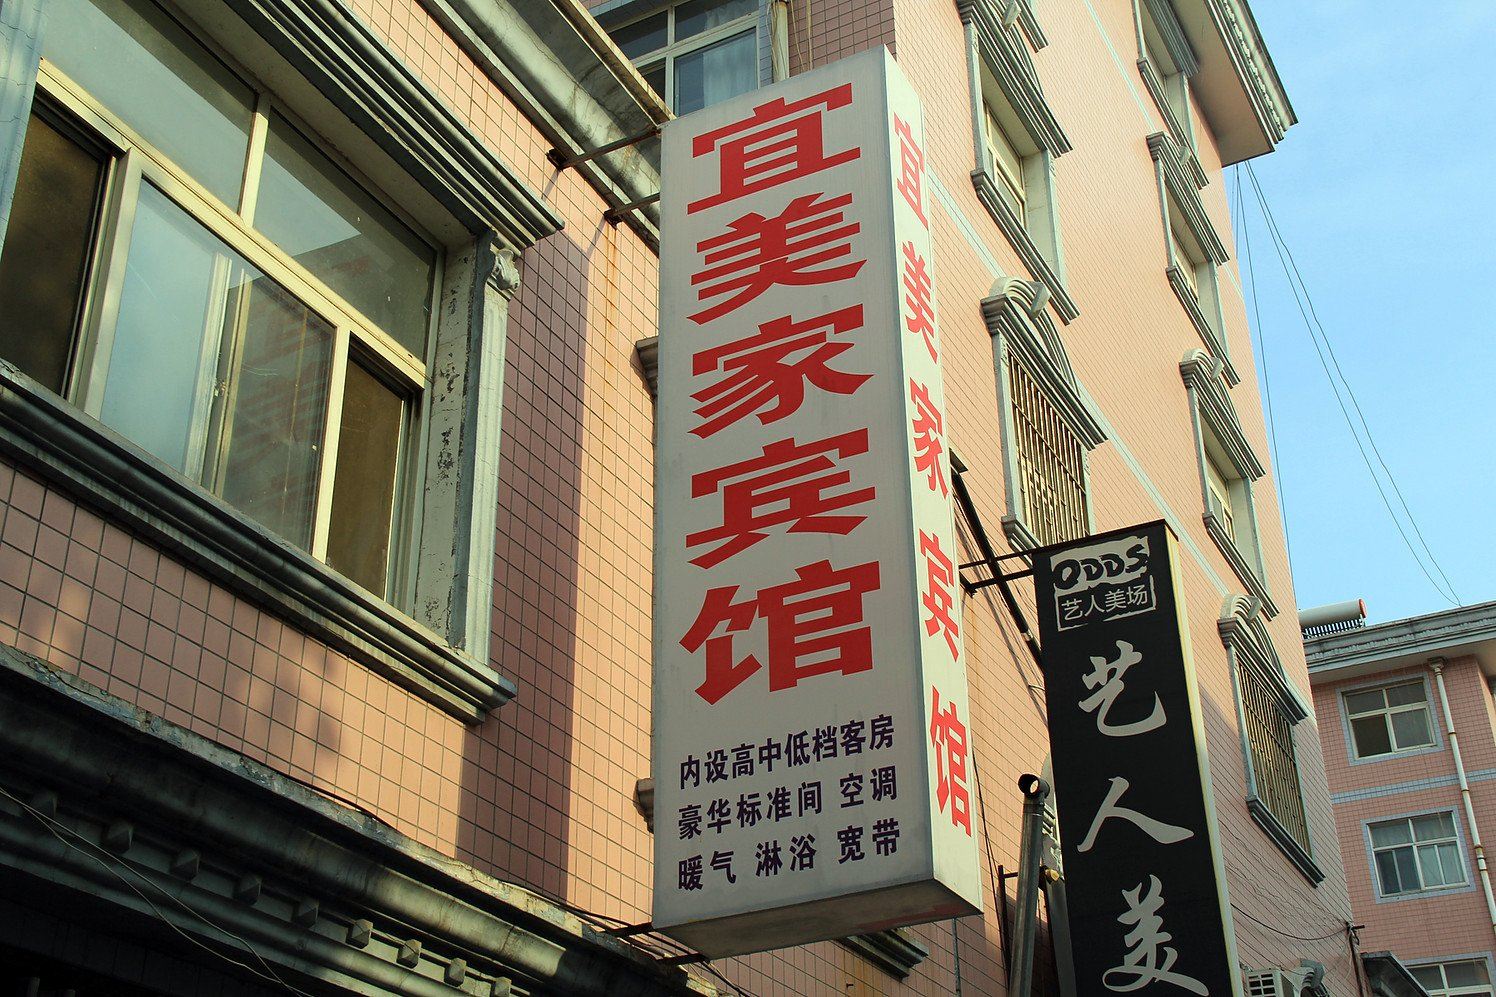 宜美家宾馆
内设高中低档客房
豪华标准间 空调
暖气 淋浴 宽带
宜美家宾馆
ODDS
艺人美场
艺人美